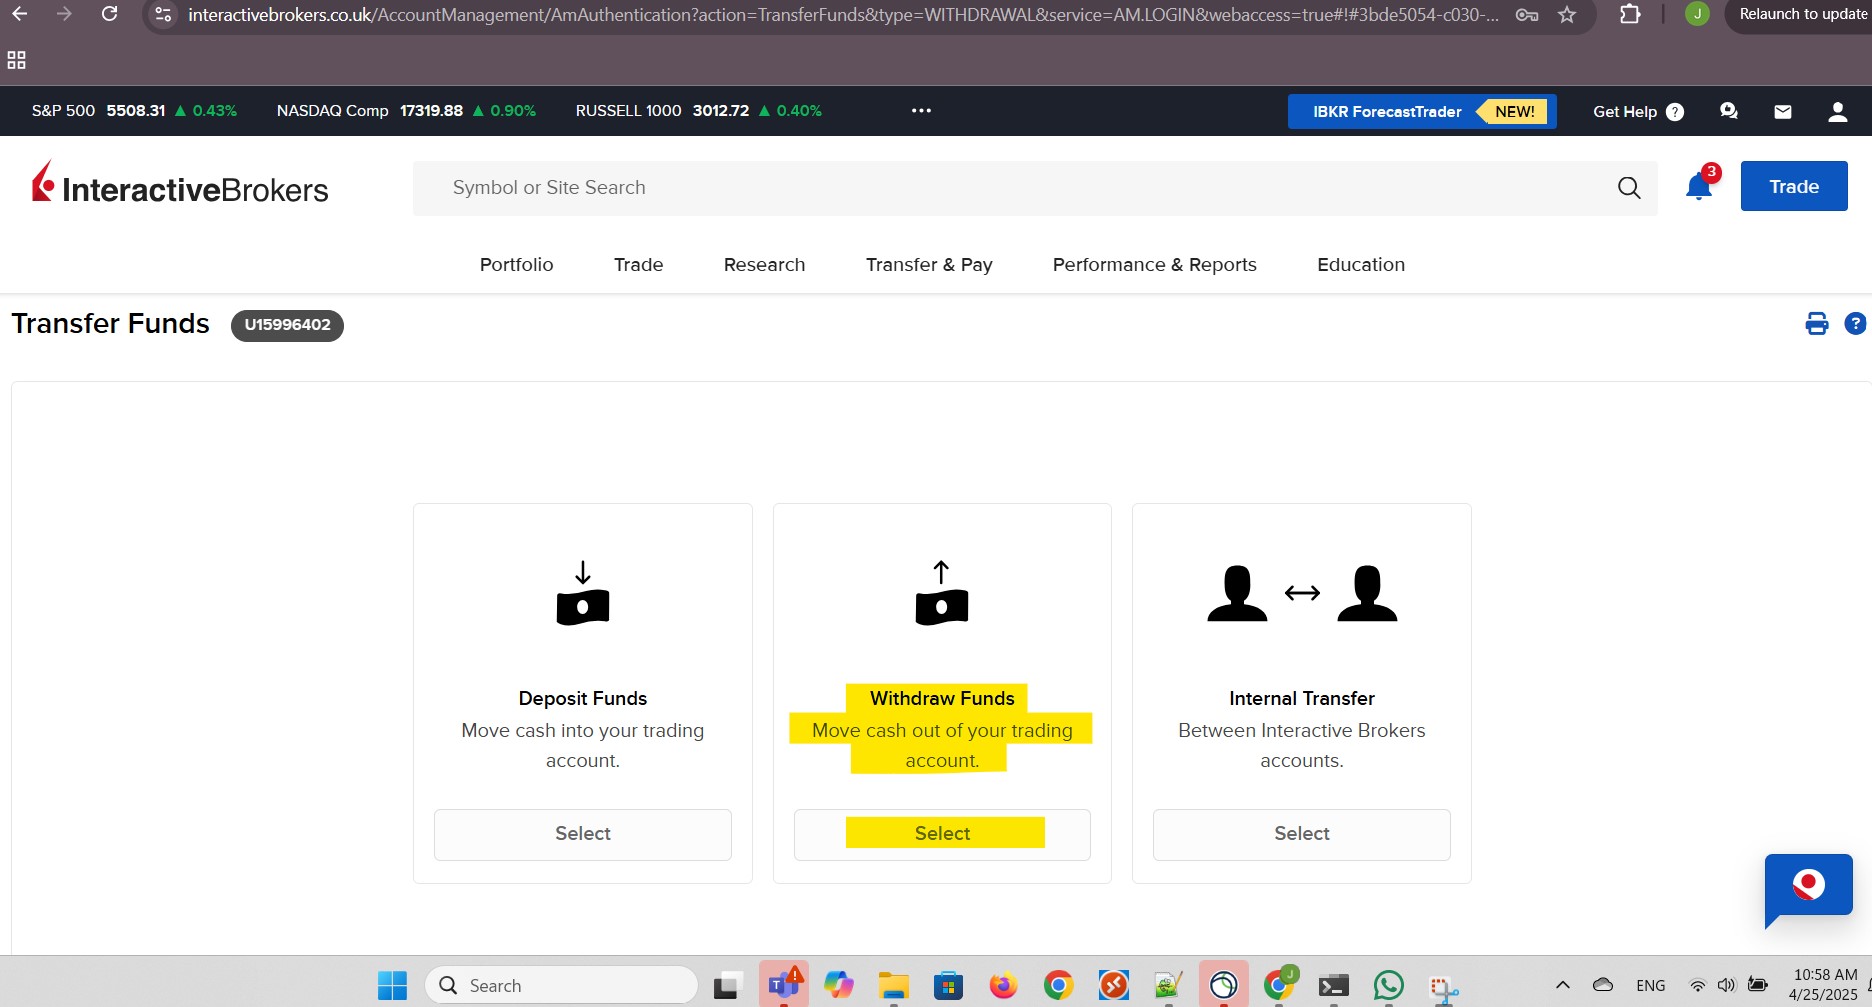 interactivebrokers.co.uk/AccountManagement/AmAuthentication?action=TransferFunds&type=WITHDRAWAL&service=AM.LOGIN&webaccess=true#!#3bde5054-c030-...
J
Relaunch to update
S&P 500 5508.31 ▲ 0.43% NASDAQ Comp 17319.88 ▲ 0.90% RUSSELL 1000 3012.72 ▲ 0.40% ...
IBKR ForecastTrader NEW! Get Help ?
InteractiveBrokers
Symbol or Site Search
3
Trade
Portfolio Trade Research Transfer & Pay Performance & Reports Education
Transfer Funds U15996402
?
Deposit Funds
Move cash into your trading
account.
Select
Withdraw Funds
Move cash out of your trading
account.
Select
Internal Transfer
Between Interactive Brokers
accounts.
Select
Search
T
!
J
ENG
10:58 AM
4/25/2025